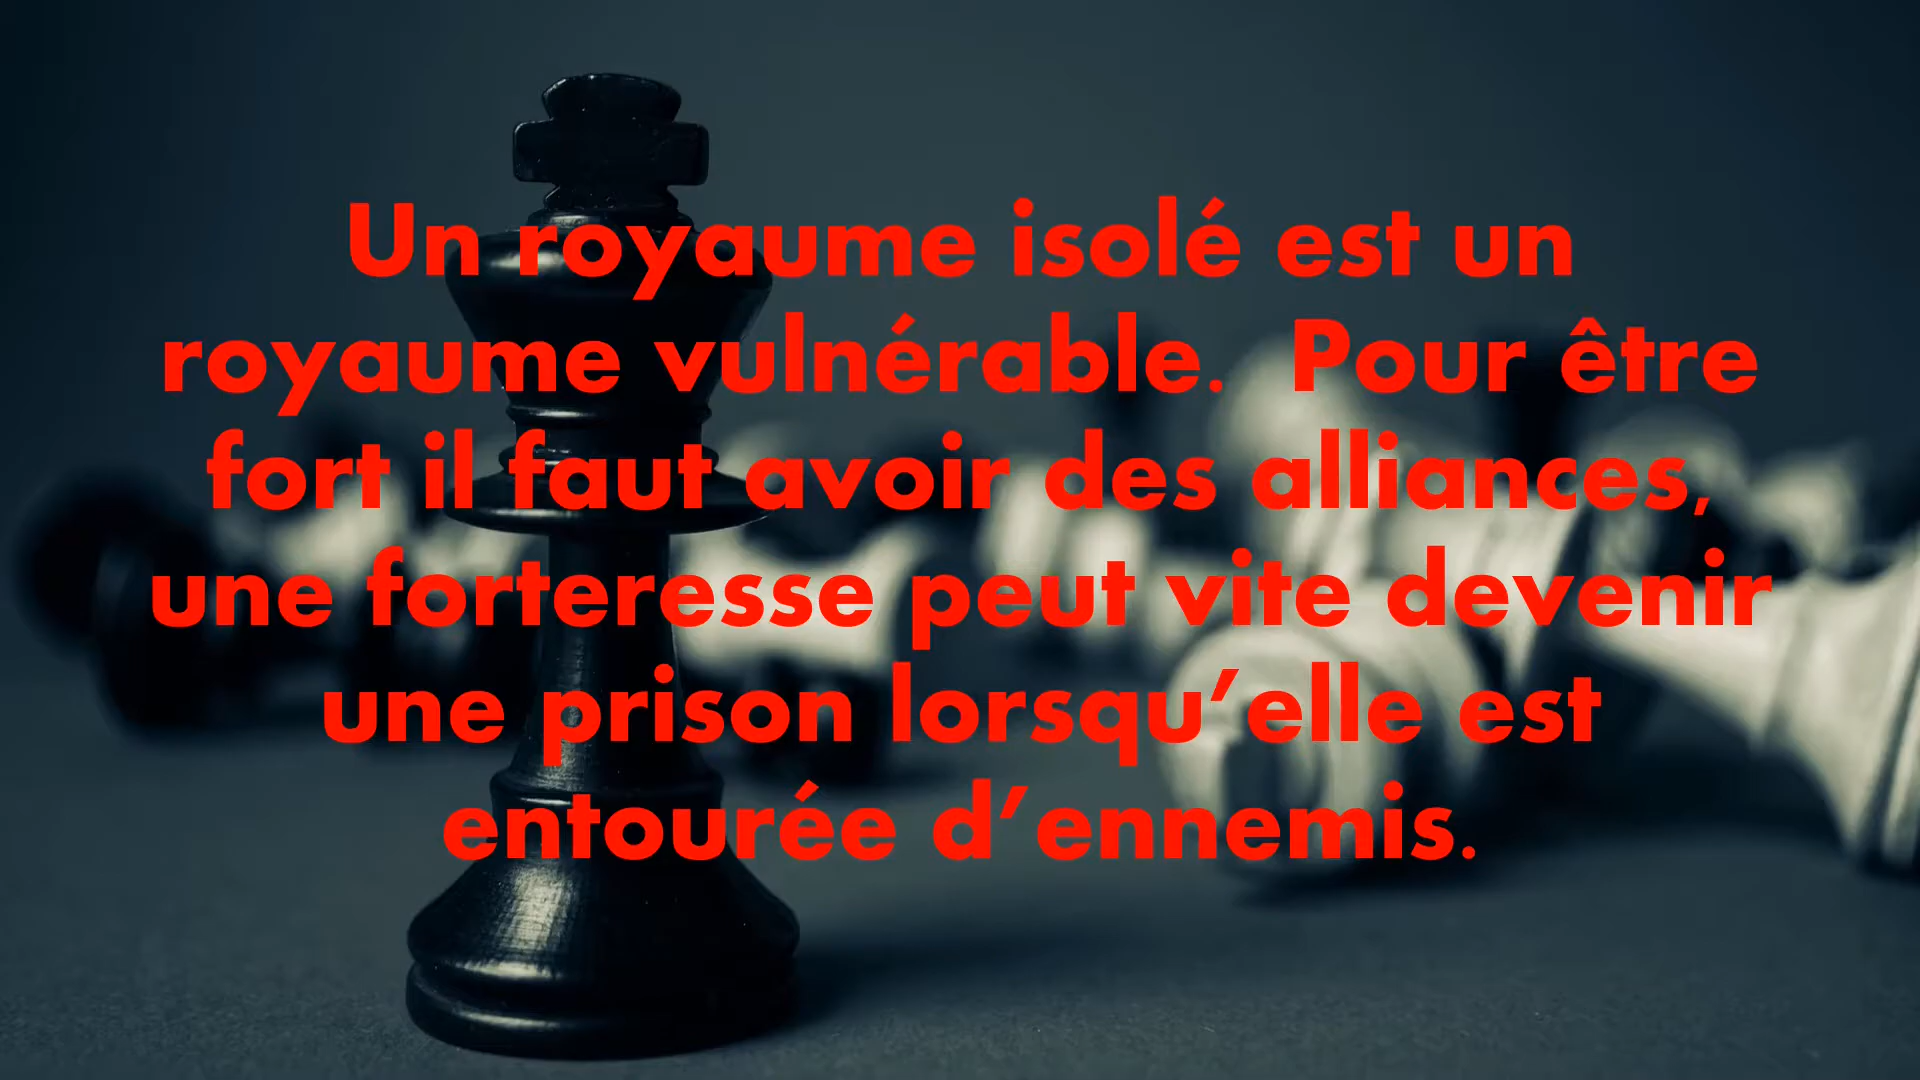 Un royaume isolé est un
royaume vulnérable.  Pour être
fort il faut avoir des alliances,
une forteresse peut vite devenir
une prison lorsqu’elle est
entourée d’ennemis.